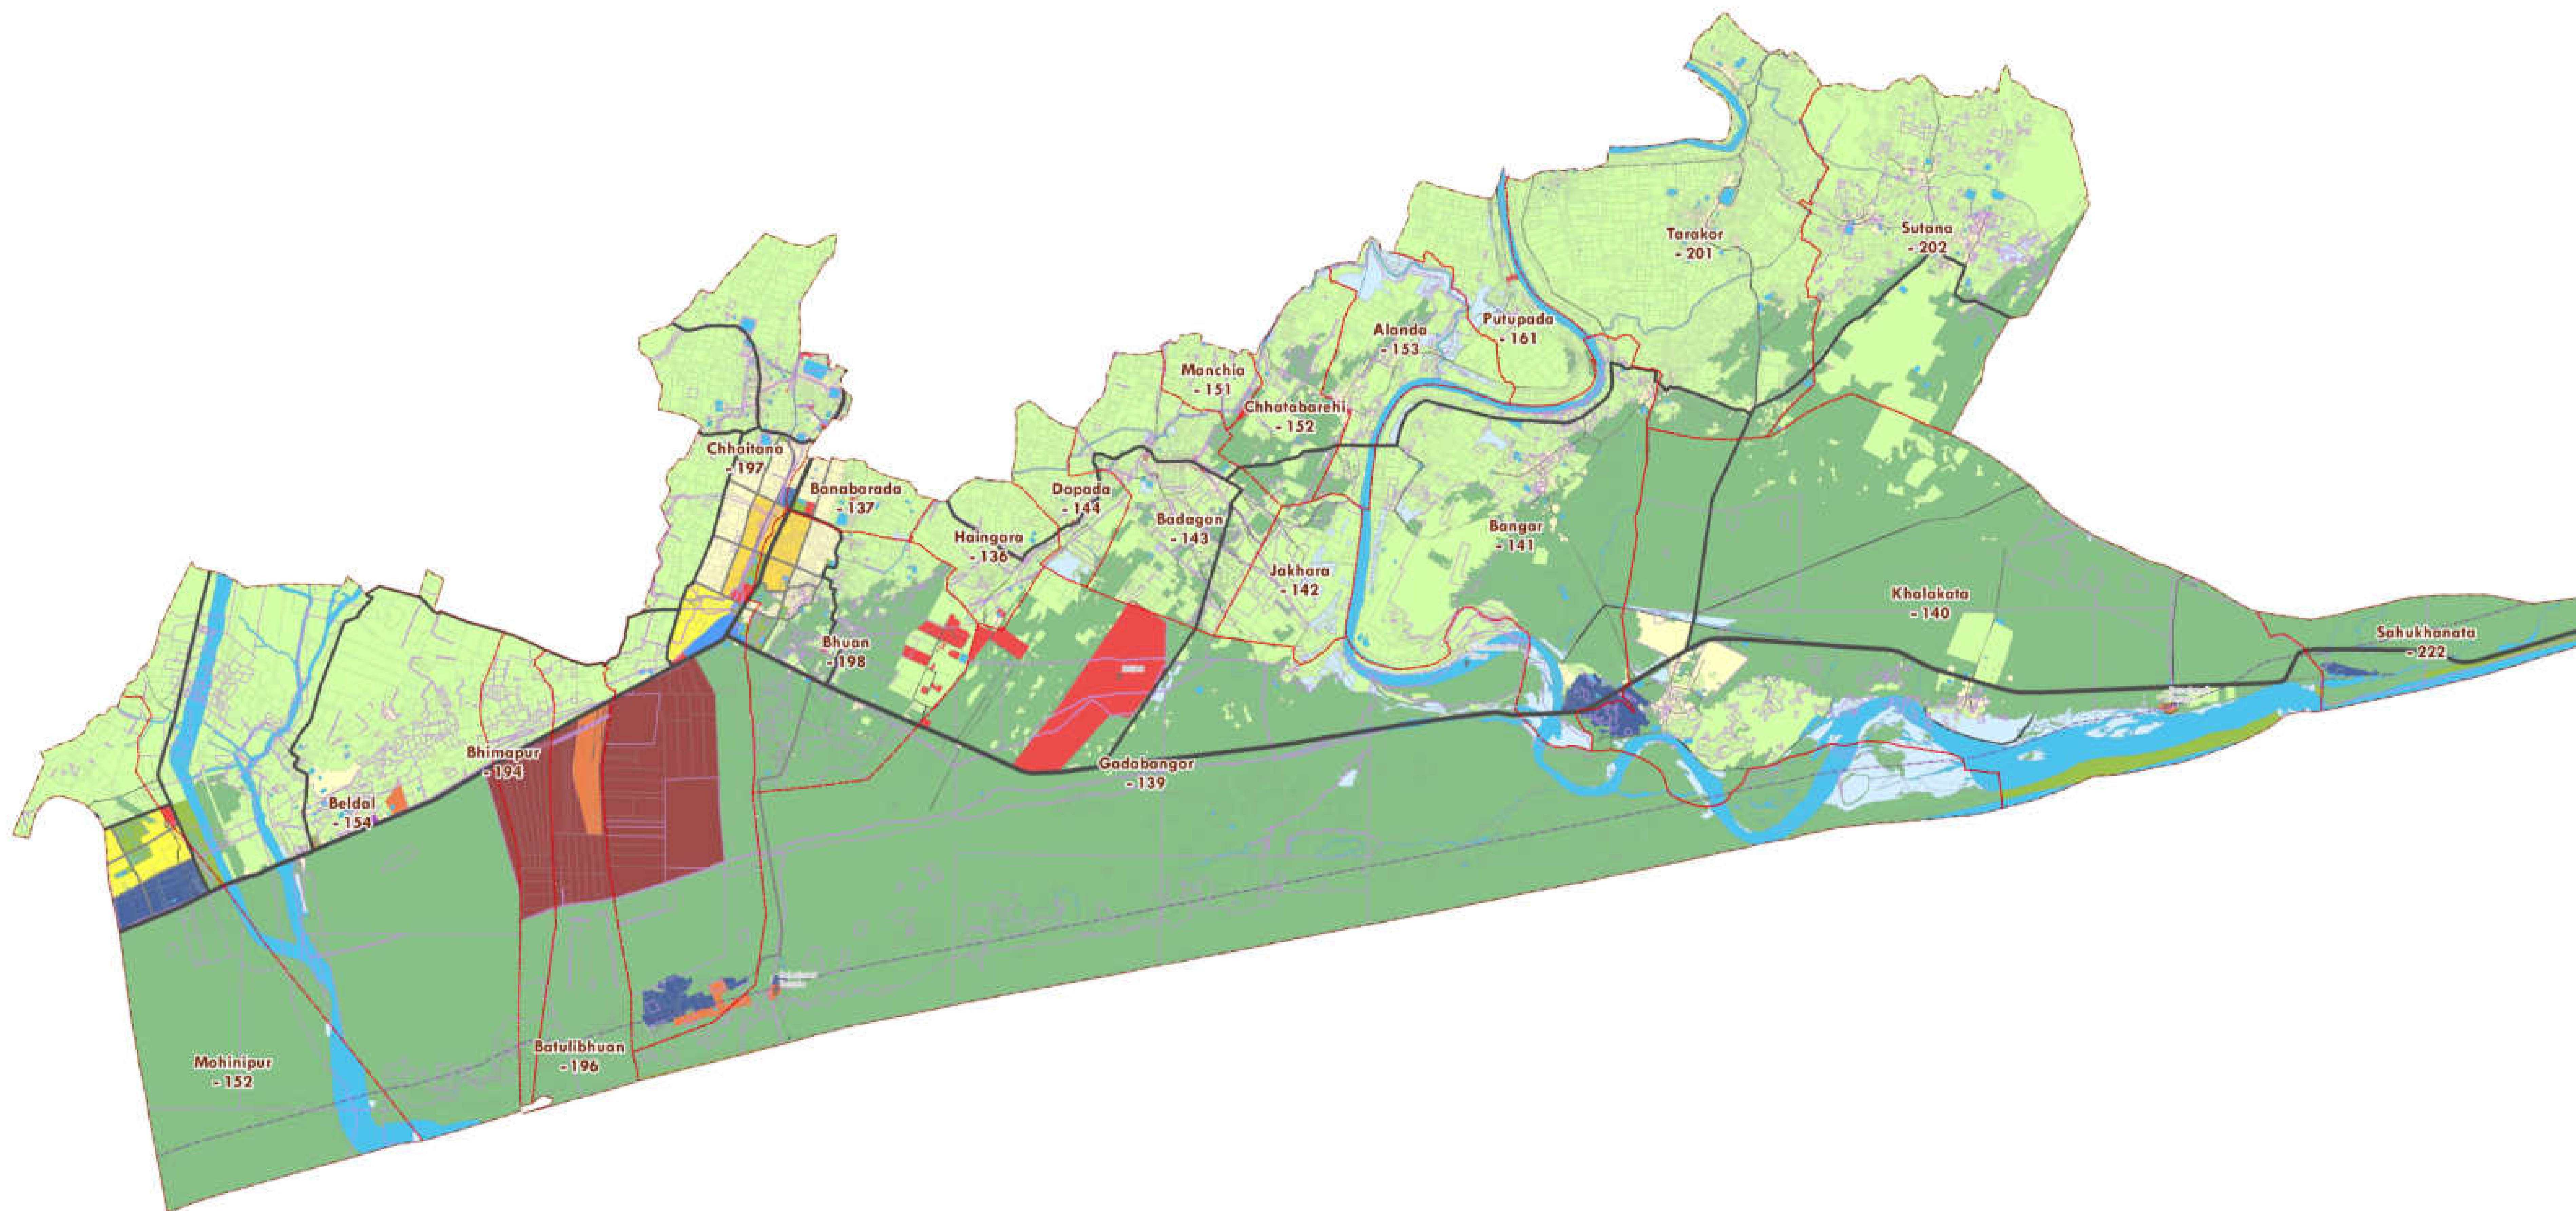 Tarakor
- 201
Sutana
- 202
Putupada
- 161
Alanda
- 153
Manchia
- 151
Chhatabarehi
- 152
Chhaitana
- 197
Banabarada
- 137
Dopada
- 144
Badagan
- 143
Haingara
- 136
Bangar
- 141
Jakhara
- 142
Khalakata
- 140
Sahukhanata
- 222
Bhuan
- 198
Bhimapur
- 194
Gadabangar
- 139
Beldal
- 154
Batulibhuan
- 196
Mohinipur
- 152